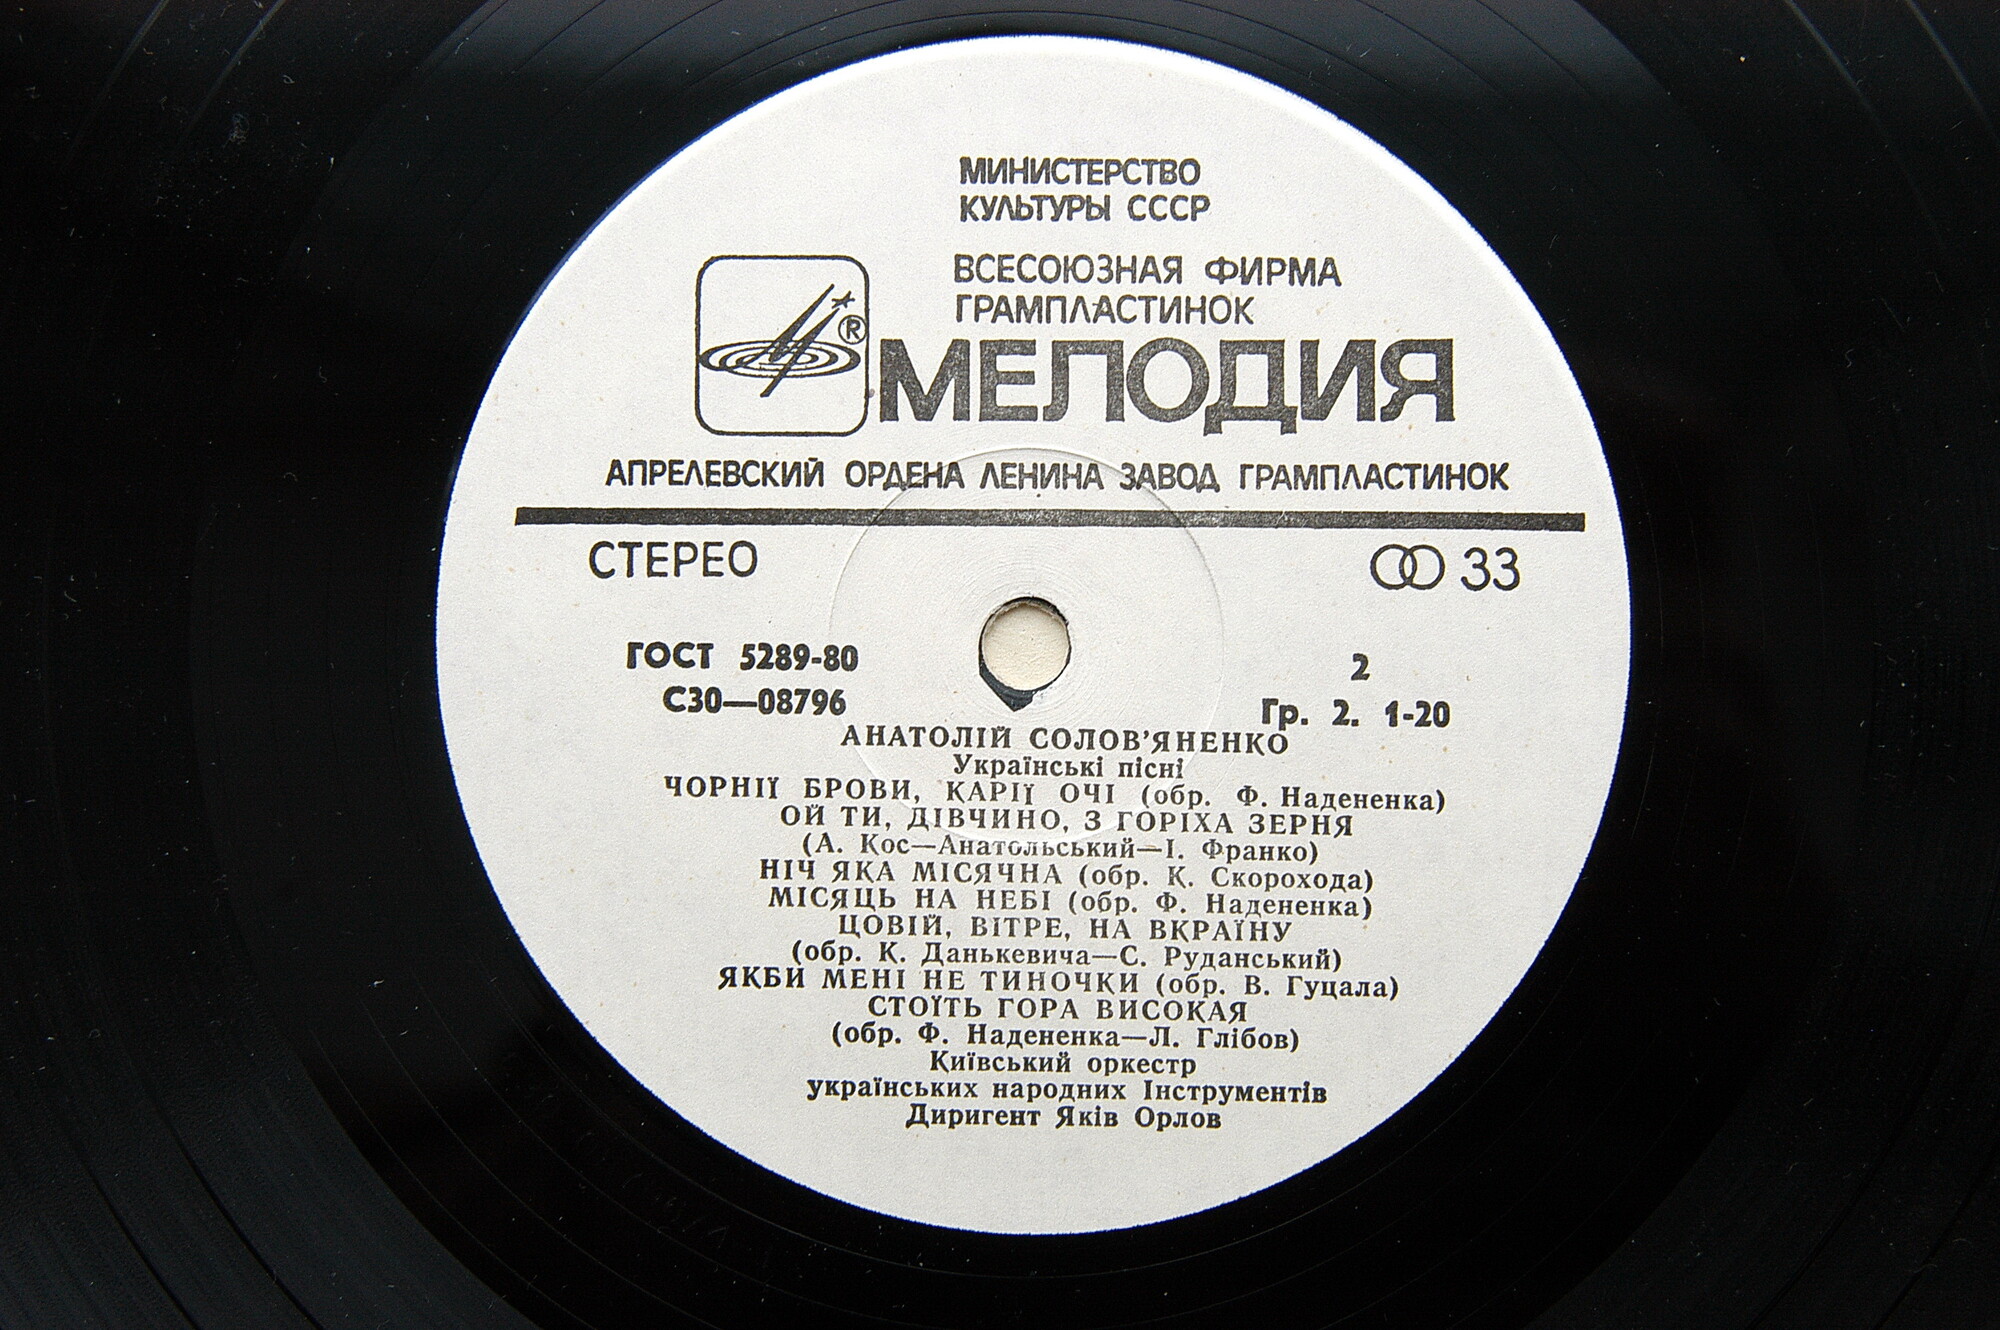 МИНИСТЕРСТВО
КУЛЬТУРЫ СССР
ВСЕСОЮЗНАЯ ФИРМА
ГРАМПЛАСТИНОК
®
МЕЛОДИЯ
АПРЕЛЕВСКИЙ ОРДЕНА ЛЕНИНА ЗАВОД ГРАМПЛАСТИНОК
СТЕРЕО 33
ГОСТ 5289-80 2
С30—08796 Гр. 2. 1-20
АНАТОЛІЙ СОЛОВ'ЯНЕНКО
Українські пісні
ЧОРНІЇ БРОВИ, КАРІЇ ОЧІ (обр. Ф. Надененка)
ОЙ ТИ, ДІВЧИНО, З ГОРІХА ЗЕРНЯ
(А. Кос—Анатольський—І. Франко)
НІЧ ЯКА МІСЯЧНА (обр. К. Скорохода)
МІСЯЦЬ НА НЕБІ (обр. Ф. Надененка)
ЦОВІЙ, ВІТРЕ, НА ВКРАЇНУ
(обр. К. Данькевича—С. Руданський)
ЯКБИ МЕНІ НЕ ТИНОЧКИ (обр. В. Гуцала)
СТОЇТЬ ГОРА ВИСОКАЯ
(обр. Ф. Надененка—Л. Глібов)
Київський оркестр
українських народних Інструментів
Диригент Яків Орлов